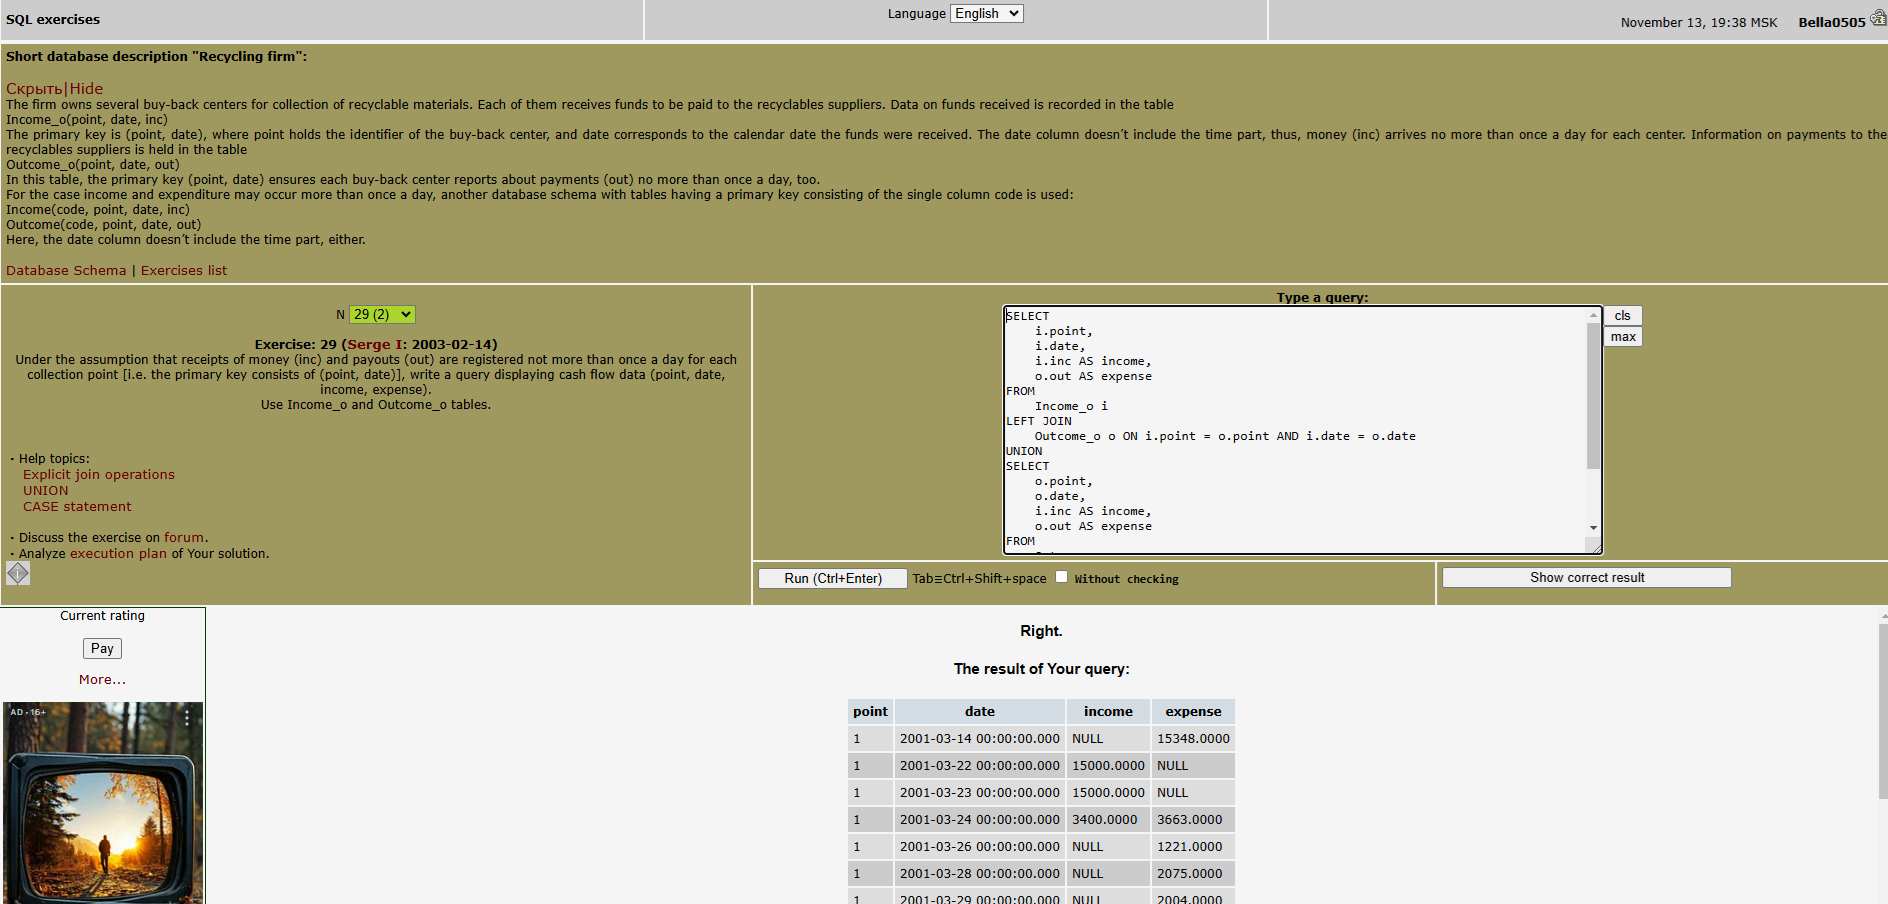 SQL exercises
Language English
November 13, 19:38 MSK Bella0505
Short database description "Recycling firm":
Скрыть|Hide
The firm owns several buy-back centers for collection of recyclable materials. Each of them receives funds to be paid to the recyclables suppliers. Data on funds received is recorded in the table
Income_o(point, date, inc)
The primary key is (point, date), where point holds the identifier of the buy-back center, and date corresponds to the calendar date the funds were received. The date column doesn´t include the time part, thus, money (inc) arrives no more than once a day for each center. Information on payments to the
recyclables suppliers is held in the table
Outcome_o(point, date, out)
In this table, the primary key (point, date) ensures each buy-back center reports about payments (out) no more than once a day, too.
For the case income and expenditure may occur more than once a day, another database schema with tables having a primary key consisting of the single column code is used:
Income(code, point, date, inc)
Outcome(code, point, date, out)
Here, the date column doesn´t include the time part, either.
Database Schema | Exercises list
N 29 (2)
Exercise: 29 (Serge I: 2003-02-14)
Under the assumption that receipts of money (inc) and payouts (out) are registered not more than once a day for each
collection point [i.e. the primary key consists of (point, date)], write a query displaying cash flow data (point, date,
income, expense).
Use Income_o and Outcome_o tables.
· Help topics:
Explicit join operations
UNION
CASE statement
· Discuss the exercise on forum.
· Analyze execution plan of Your solution.
Type a query:
SELECT
i.point,
i.date,
i.inc AS income,
o.out AS expense
FROM
Income_o i
LEFT JOIN
Outcome_o o ON i.point = o.point AND i.date = o.date
UNION
SELECT
o.point,
o.date,
i.inc AS income,
o.out AS expense
FROM
cls
max
Run (Ctrl+Enter) Tab≡Ctrl+Shift+space Without checking
Show correct result
Current rating
Pay
More...
AD • 16+
Right.
The result of Your query:
point date income expense
1 2001-03-14 00:00:00.000 NULL 15348.0000
1 2001-03-22 00:00:00.000 15000.0000 NULL
1 2001-03-23 00:00:00.000 15000.0000 NULL
1 2001-03-24 00:00:00.000 3400.0000 3663.0000
1 2001-03-26 00:00:00.000 NULL 1221.0000
1 2001-03-28 00:00:00.000 NULL 2075.0000
1 2001-03-29 00:00:00.000 NULL 2004.0000